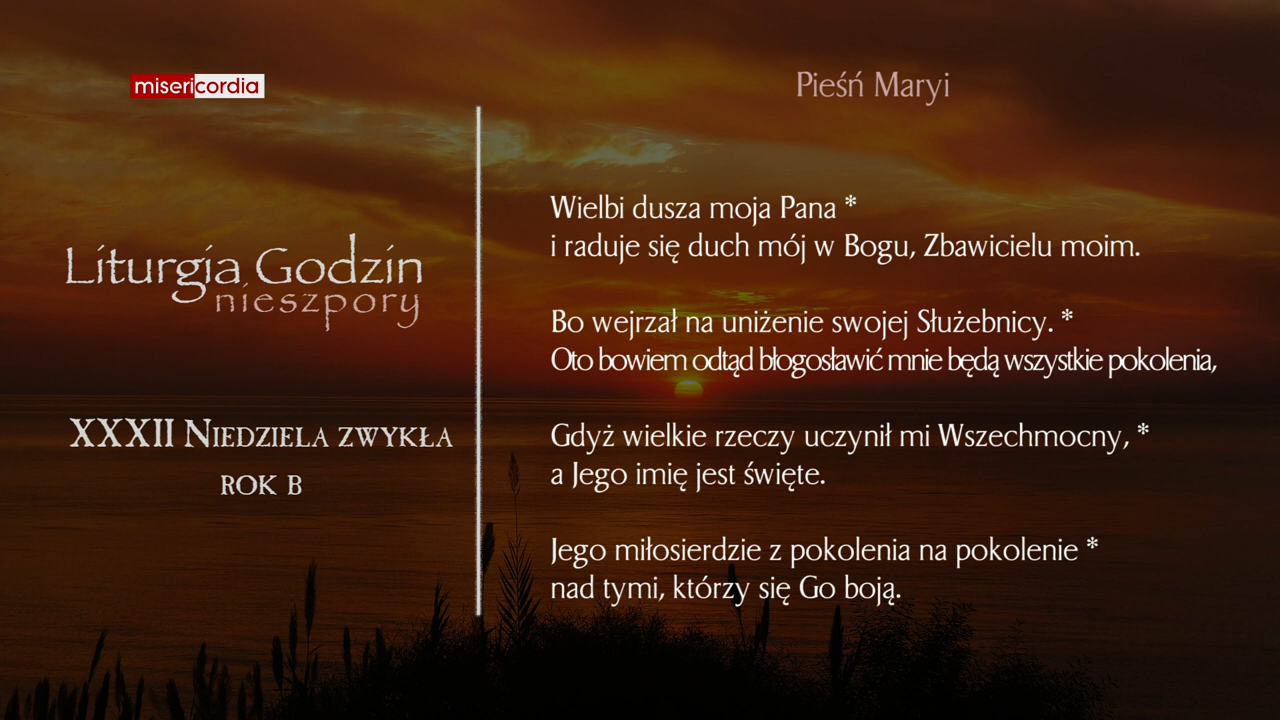 misericordia
Liturgia Godzin
nieszpory
XXXII Niedziela zwykła
rok B
Pieśń Maryi
Wielbi dusza moja Pana *
i raduje się duch mój w Bogu, Zbawicielu moim.
Bo wejrzał na uniżenie swojej Służebnicy. *
Oto bowiem odtąd błogosławić mnie będą wszystkie pokolenia,
Gdyż wielkie rzeczy uczynił mi Wszechmocny, *
a Jego imię jest święte.
Jego miłosierdzie z pokolenia na pokolenie *
nad tymi, którzy się Go boją.